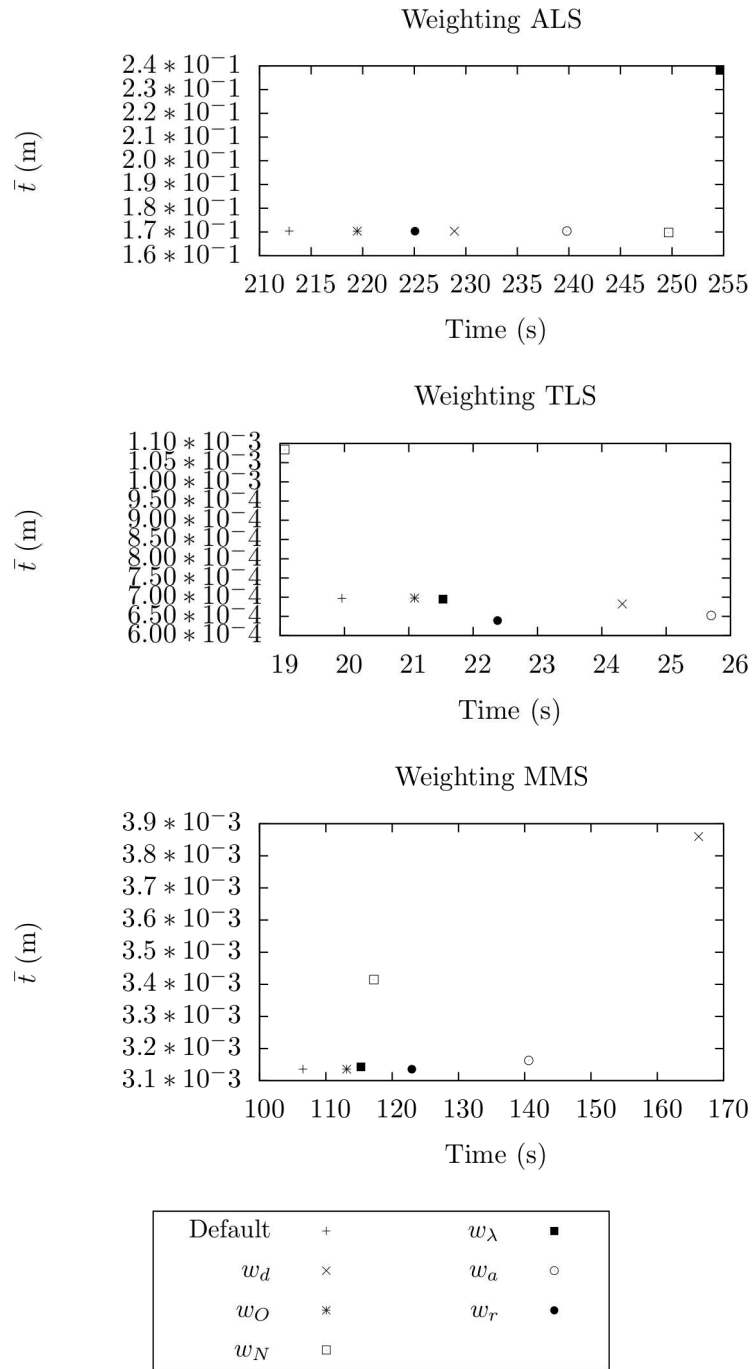 Weighting ALS
t̄ (m)
2.4 ∗ 10−1
2.3 ∗ 10−1
2.2 ∗ 10−1
2.1 ∗ 10−1
2.0 ∗ 10−1
1.9 ∗ 10−1
1.8 ∗ 10−1
1.7 ∗ 10−1
1.6 ∗ 10−1
210 215 220 225 230 235 240 245 250 255
Time (s)
Weighting TLS
t̄ (m)
1.10 ∗ 10−3
1.05 ∗ 10−3
1.00 ∗ 10−3
9.50 ∗ 10−4
9.00 ∗ 10−4
8.50 ∗ 10−4
8.00 ∗ 10−4
7.50 ∗ 10−4
7.00 ∗ 10−4
6.50 ∗ 10−4
6.00 ∗ 10−4
19 20 21 22 23 24 25 26
Time (s)
Weighting MMS
t̄ (m)
3.9 ∗ 10−3
3.8 ∗ 10−3
3.7 ∗ 10−3
3.6 ∗ 10−3
3.5 ∗ 10−3
3.4 ∗ 10−3
3.3 ∗ 10−3
3.2 ∗ 10−3
3.1 ∗ 10−3
100 110 120 130 140 150 160 170
Time (s)
Default wλ
wd wa
wO wr
wN